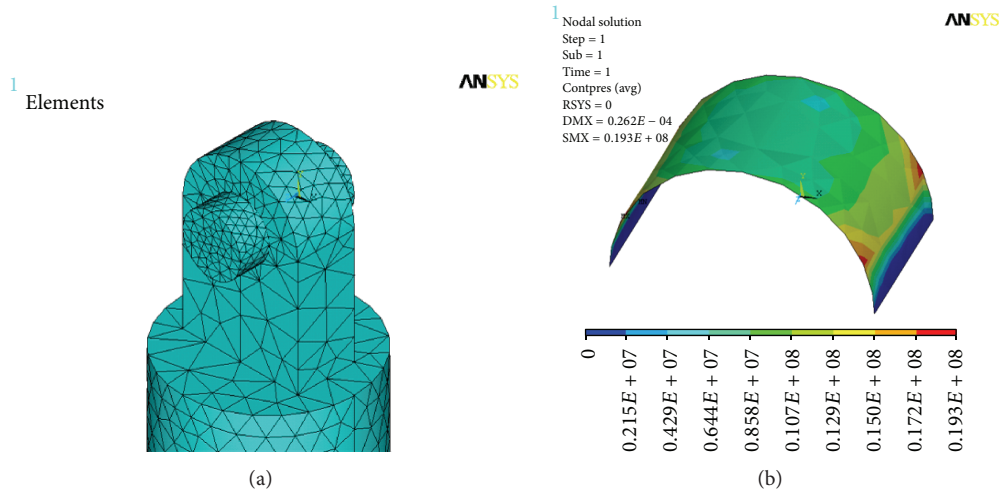 1
Elements
ANSYS
(a)
1
Nodal solution
Step = 1
Sub = 1
Time = 1
Contpres (avg)
RSYS = 0
DMX = 0.262E − 04
SMX = 0.193E + 08
ANSYS
Y
X
Z
0
0.215E + 07
0.429E + 07
0.644E + 07
0.858E + 07
0.107E + 08
0.129E + 08
0.150E + 08
0.172E + 08
0.193E + 08
(b)